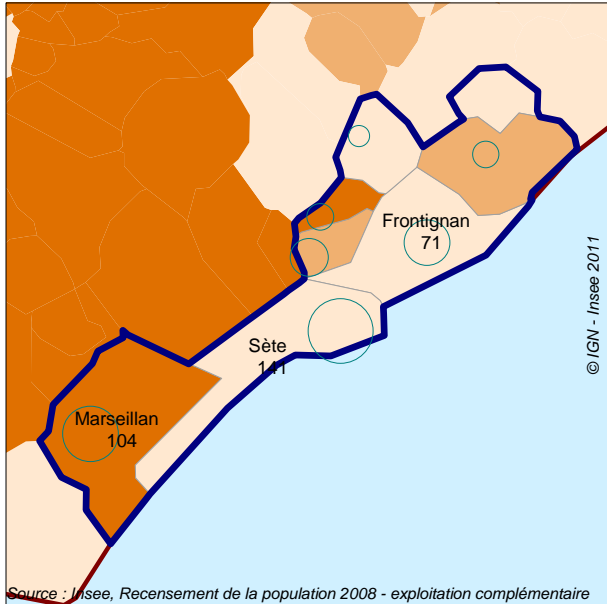 Frontignan
71
Sète
141
Marseillan
104
© IGN - Insee 2011
Source : Insee, Recensement de la population 2008 - exploitation complémentaire